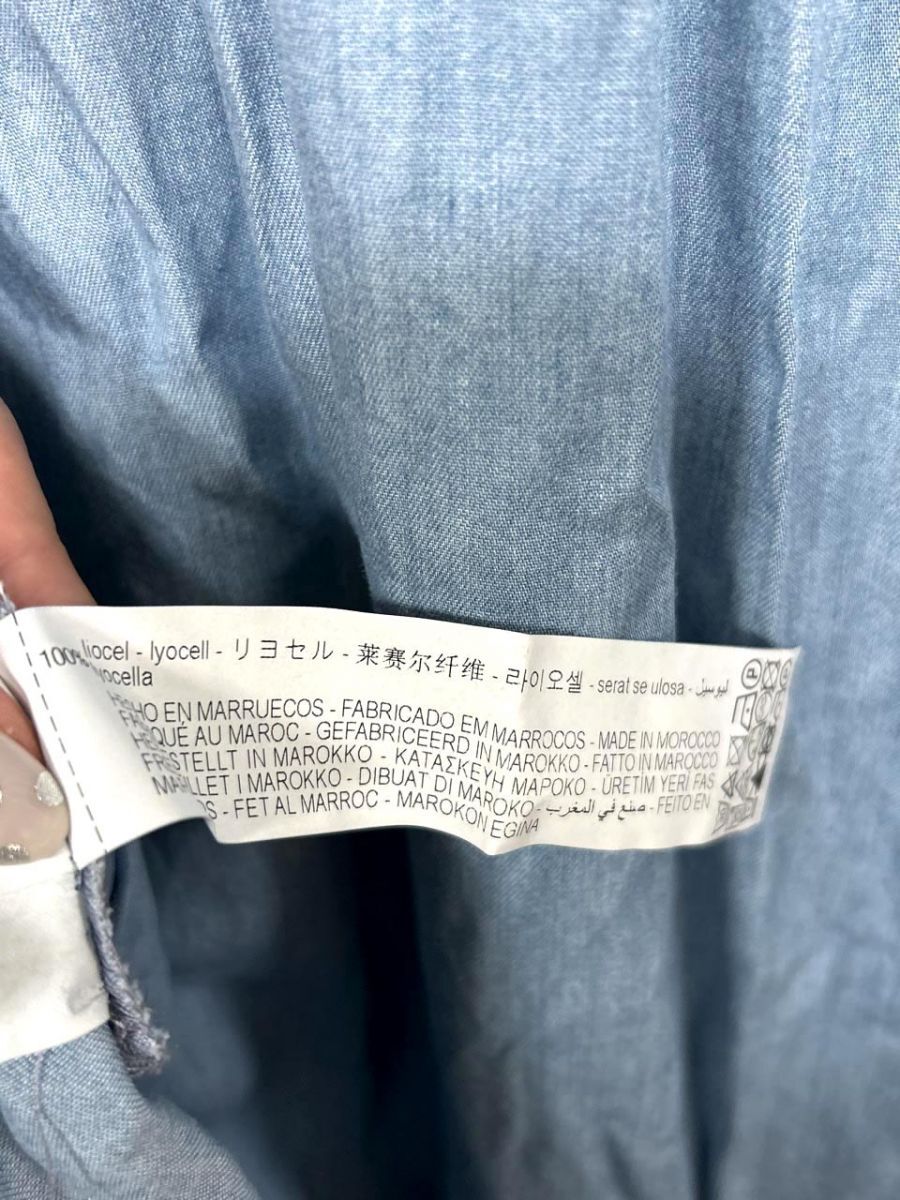 100% liocel - lyocell - リヨセル - 莱赛尔纤维 - 라이오셀 - serat se ulosa - ليوسيل
lyocella
HECHO EN MARRUECOS - FABRICADO EM MARROCOS - MADE IN MOROCCO
AU MAROC - GEFABRICEERD IN MAROKKO - FATTO IN MAROCCO
IN MAROKKO - ΚΑΤΑΣΚΕΥΗ ΜΑΡΟΚΟ - ÜRETİM YERİ FAS
I MAROKKO - DIBUAT DI MAROKO - صنع في المغرب - FEITO EN
- FET AL MARROC - MAROKON EGINA